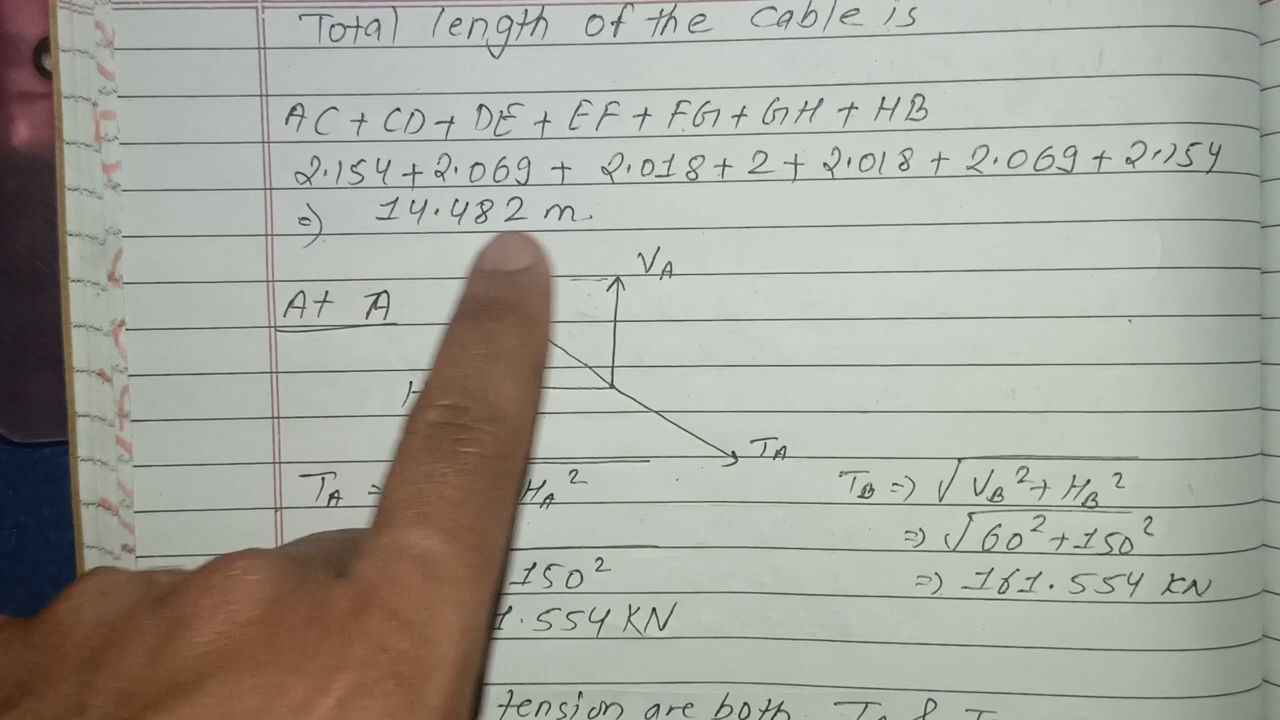 Total length of the cable is
AC + CD + DE + EF + FG + GH + HB
2.154 + 2.069 + 2.018 + 2 + 2.018 + 2.069 + 2.154
⇒ 14.482 m.
VA
At A
TA
TA = HA²
150²
1.554 KN
TB ⇒ √VB² + HB²
⇒ √60² + 150²
⇒ 161.554 KN
tension are both